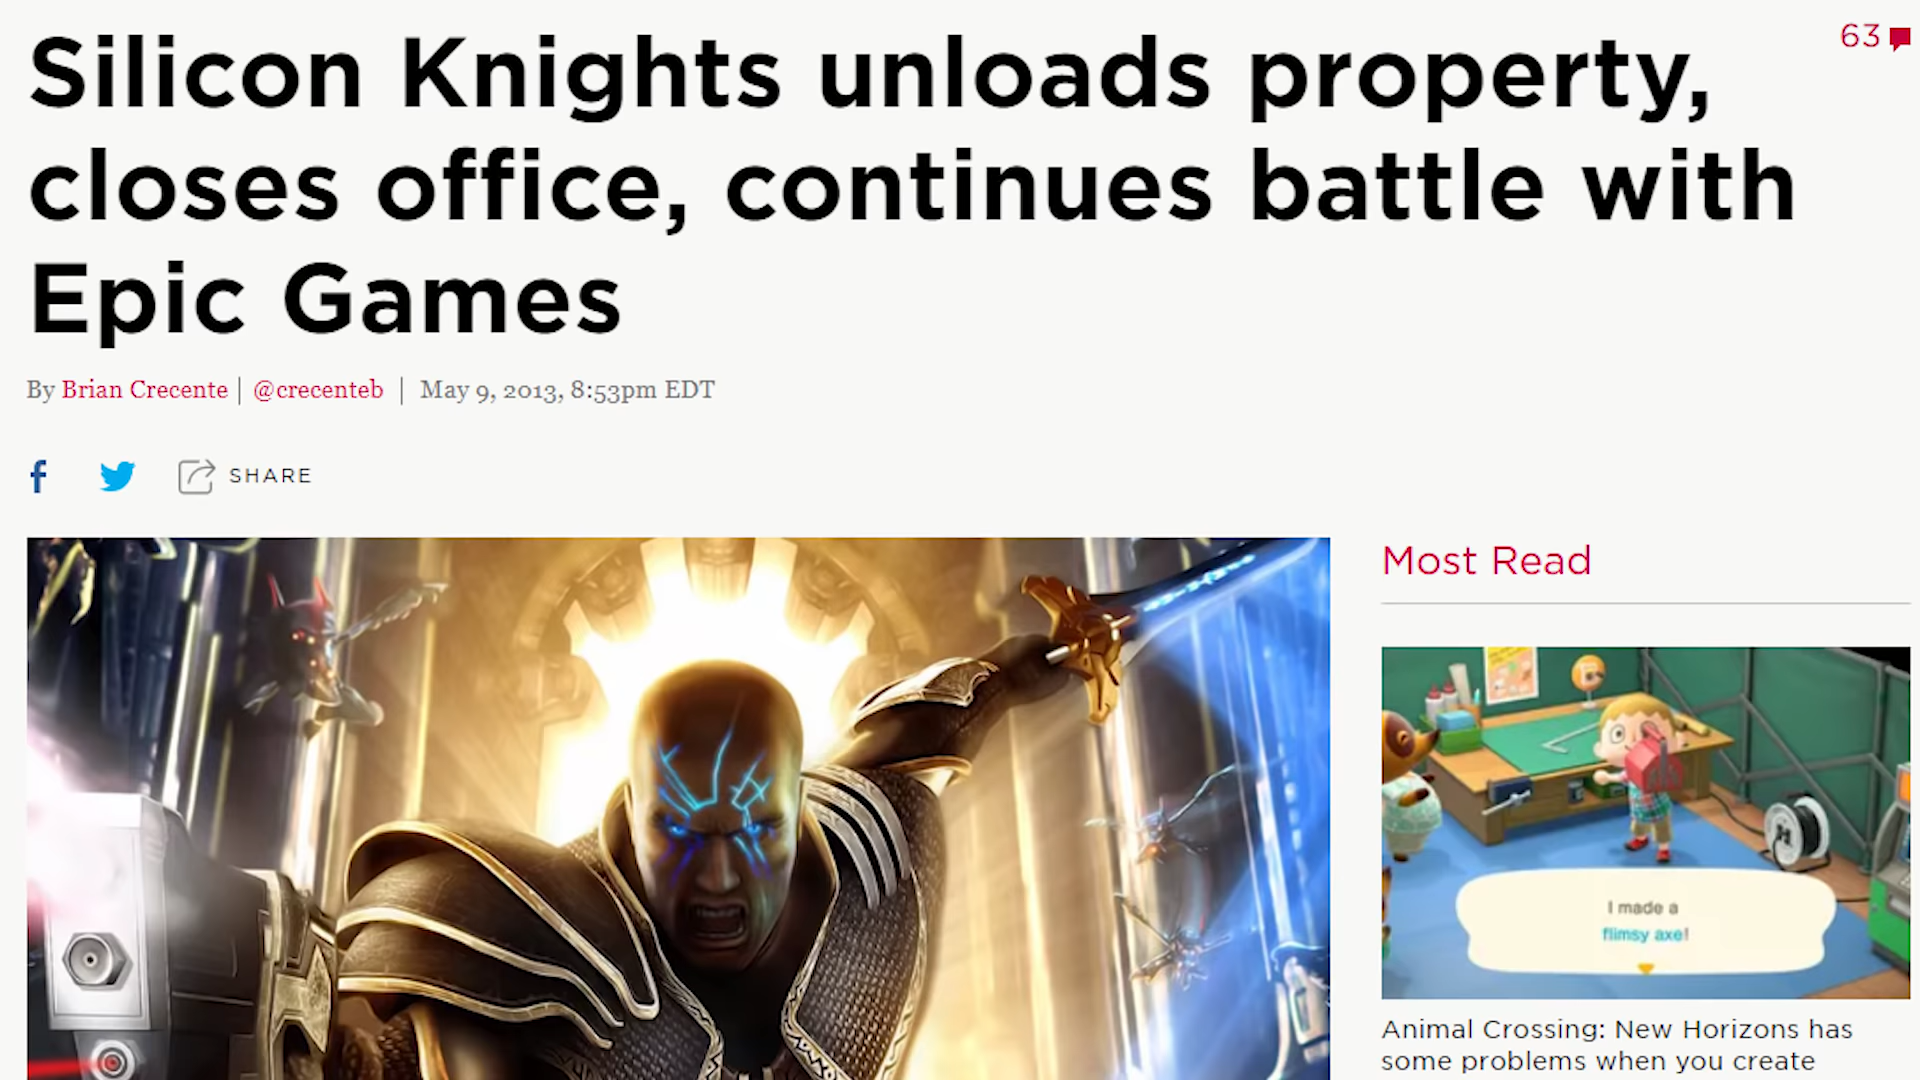 Silicon Knights unloads property,
closes office, continues battle with
Epic Games
63
By Brian Crecente | @crecenteb | May 9, 2013, 8:53pm EDT
SHARE
Most Read
I made a
flimsy axe!
Animal Crossing: New Horizons has
some problems when you create